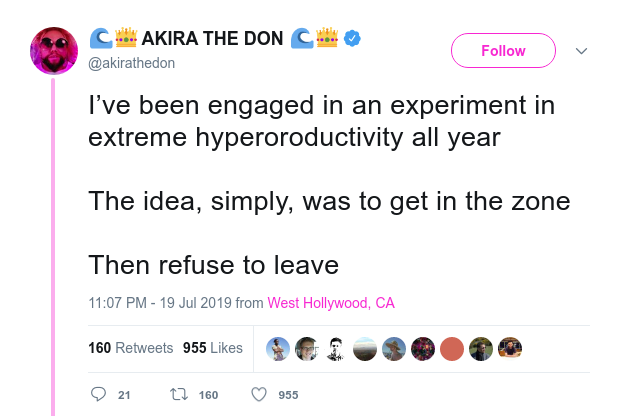 🌊👑 AKIRA THE DON 🌊👑
@akirathedon
Follow
I’ve been engaged in an experiment in
extreme hyperoroductivity all year
The idea, simply, was to get in the zone
Then refuse to leave
11:07 PM - 19 Jul 2019 from West Hollywood, CA
160 Retweets 955 Likes
21 160 955